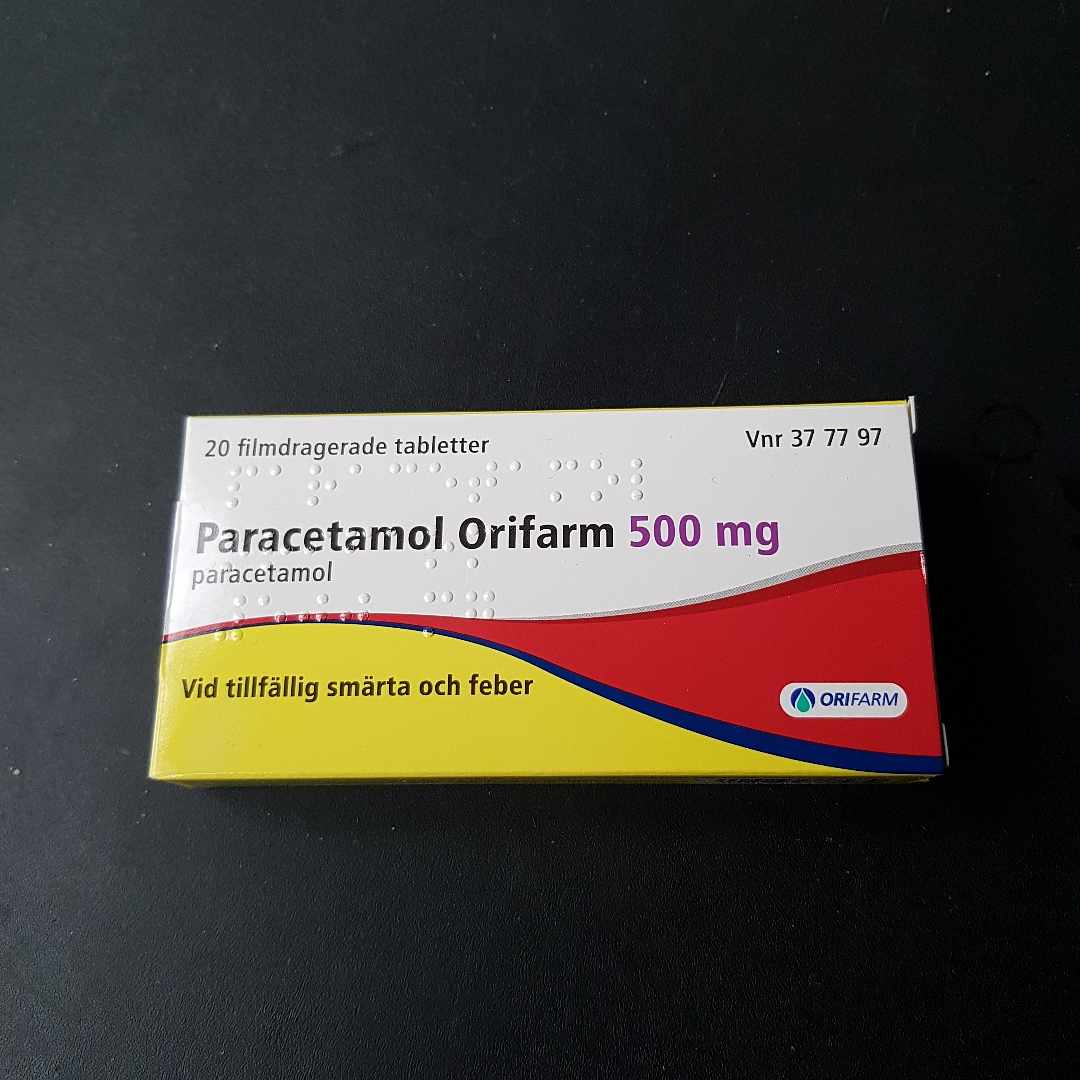 20 filmdragerade tabletter
Vnr 37 77 97
Paracetamol Orifarm 500 mg
paracetamol
Vid tillfällig smärta och feber
ORIFARM